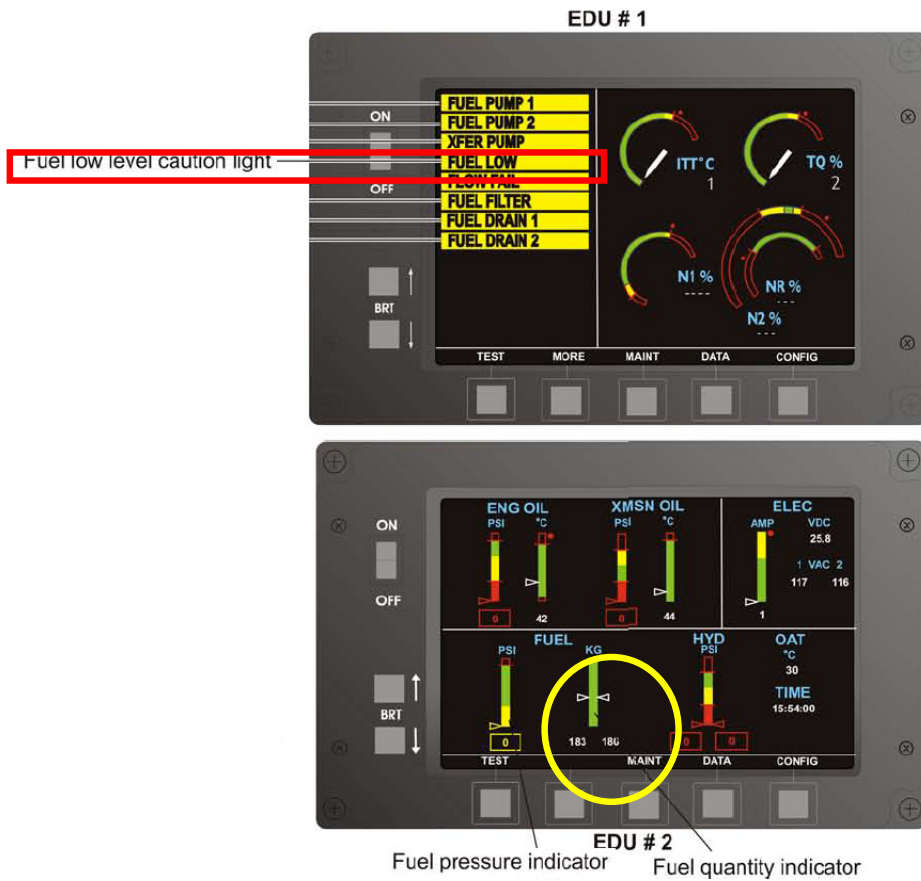 EDU # 1
ON
OFF
BRT
Fuel low level caution light
FUEL PUMP 1
FUEL PUMP 2
XFER PUMP
FUEL LOW
FLOW FAIL
FUEL FILTER
FUEL DRAIN 1
FUEL DRAIN 2
ITT°C
1
TQ %
2
N1 %
----
NR %
---
N2 %
---
TEST MORE MAINT DATA CONFIG
ON
OFF
BRT
ENG OIL
PSI °C
0 42
XMSN OIL
PSI °C
0 44
ELEC
AMP VDC
25.8
1 VAC 2
117 116
1
FUEL
PSI KG
0 183 186
HYD
PSI
0 0
OAT
°C
30
TIME
15:54:00
TEST MAINT DATA CONFIG
EDU # 2
Fuel pressure indicator
Fuel quantity indicator